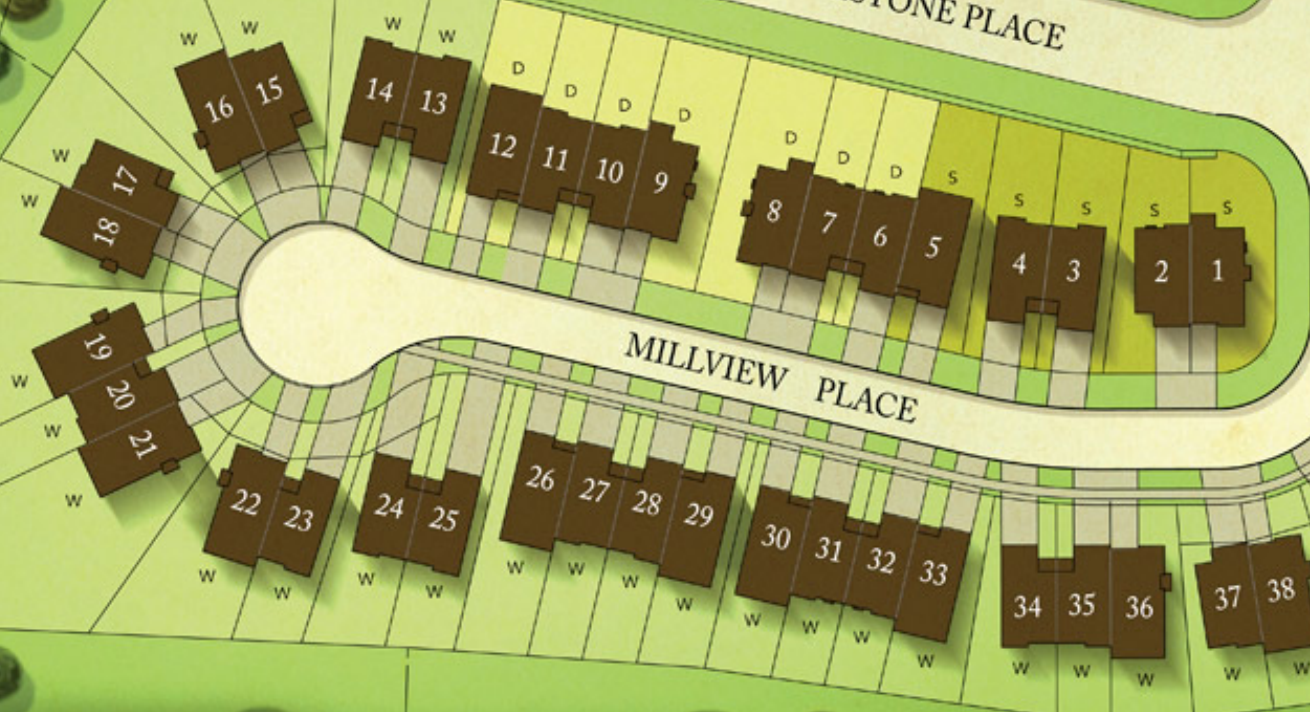 STONE PLACE
W W W W
16 15 14 13
D D D D D D D
12 11 10 9 8 7 6
S S S S S
5 4 3 2 1
W W
17
18
MILLVIEW PLACE
W W W
19
20
21
22 23 24 25 26 27 28 29 30 31 32 33 34 35 36 37 38
W W W W W W W W W W W W W W W W W